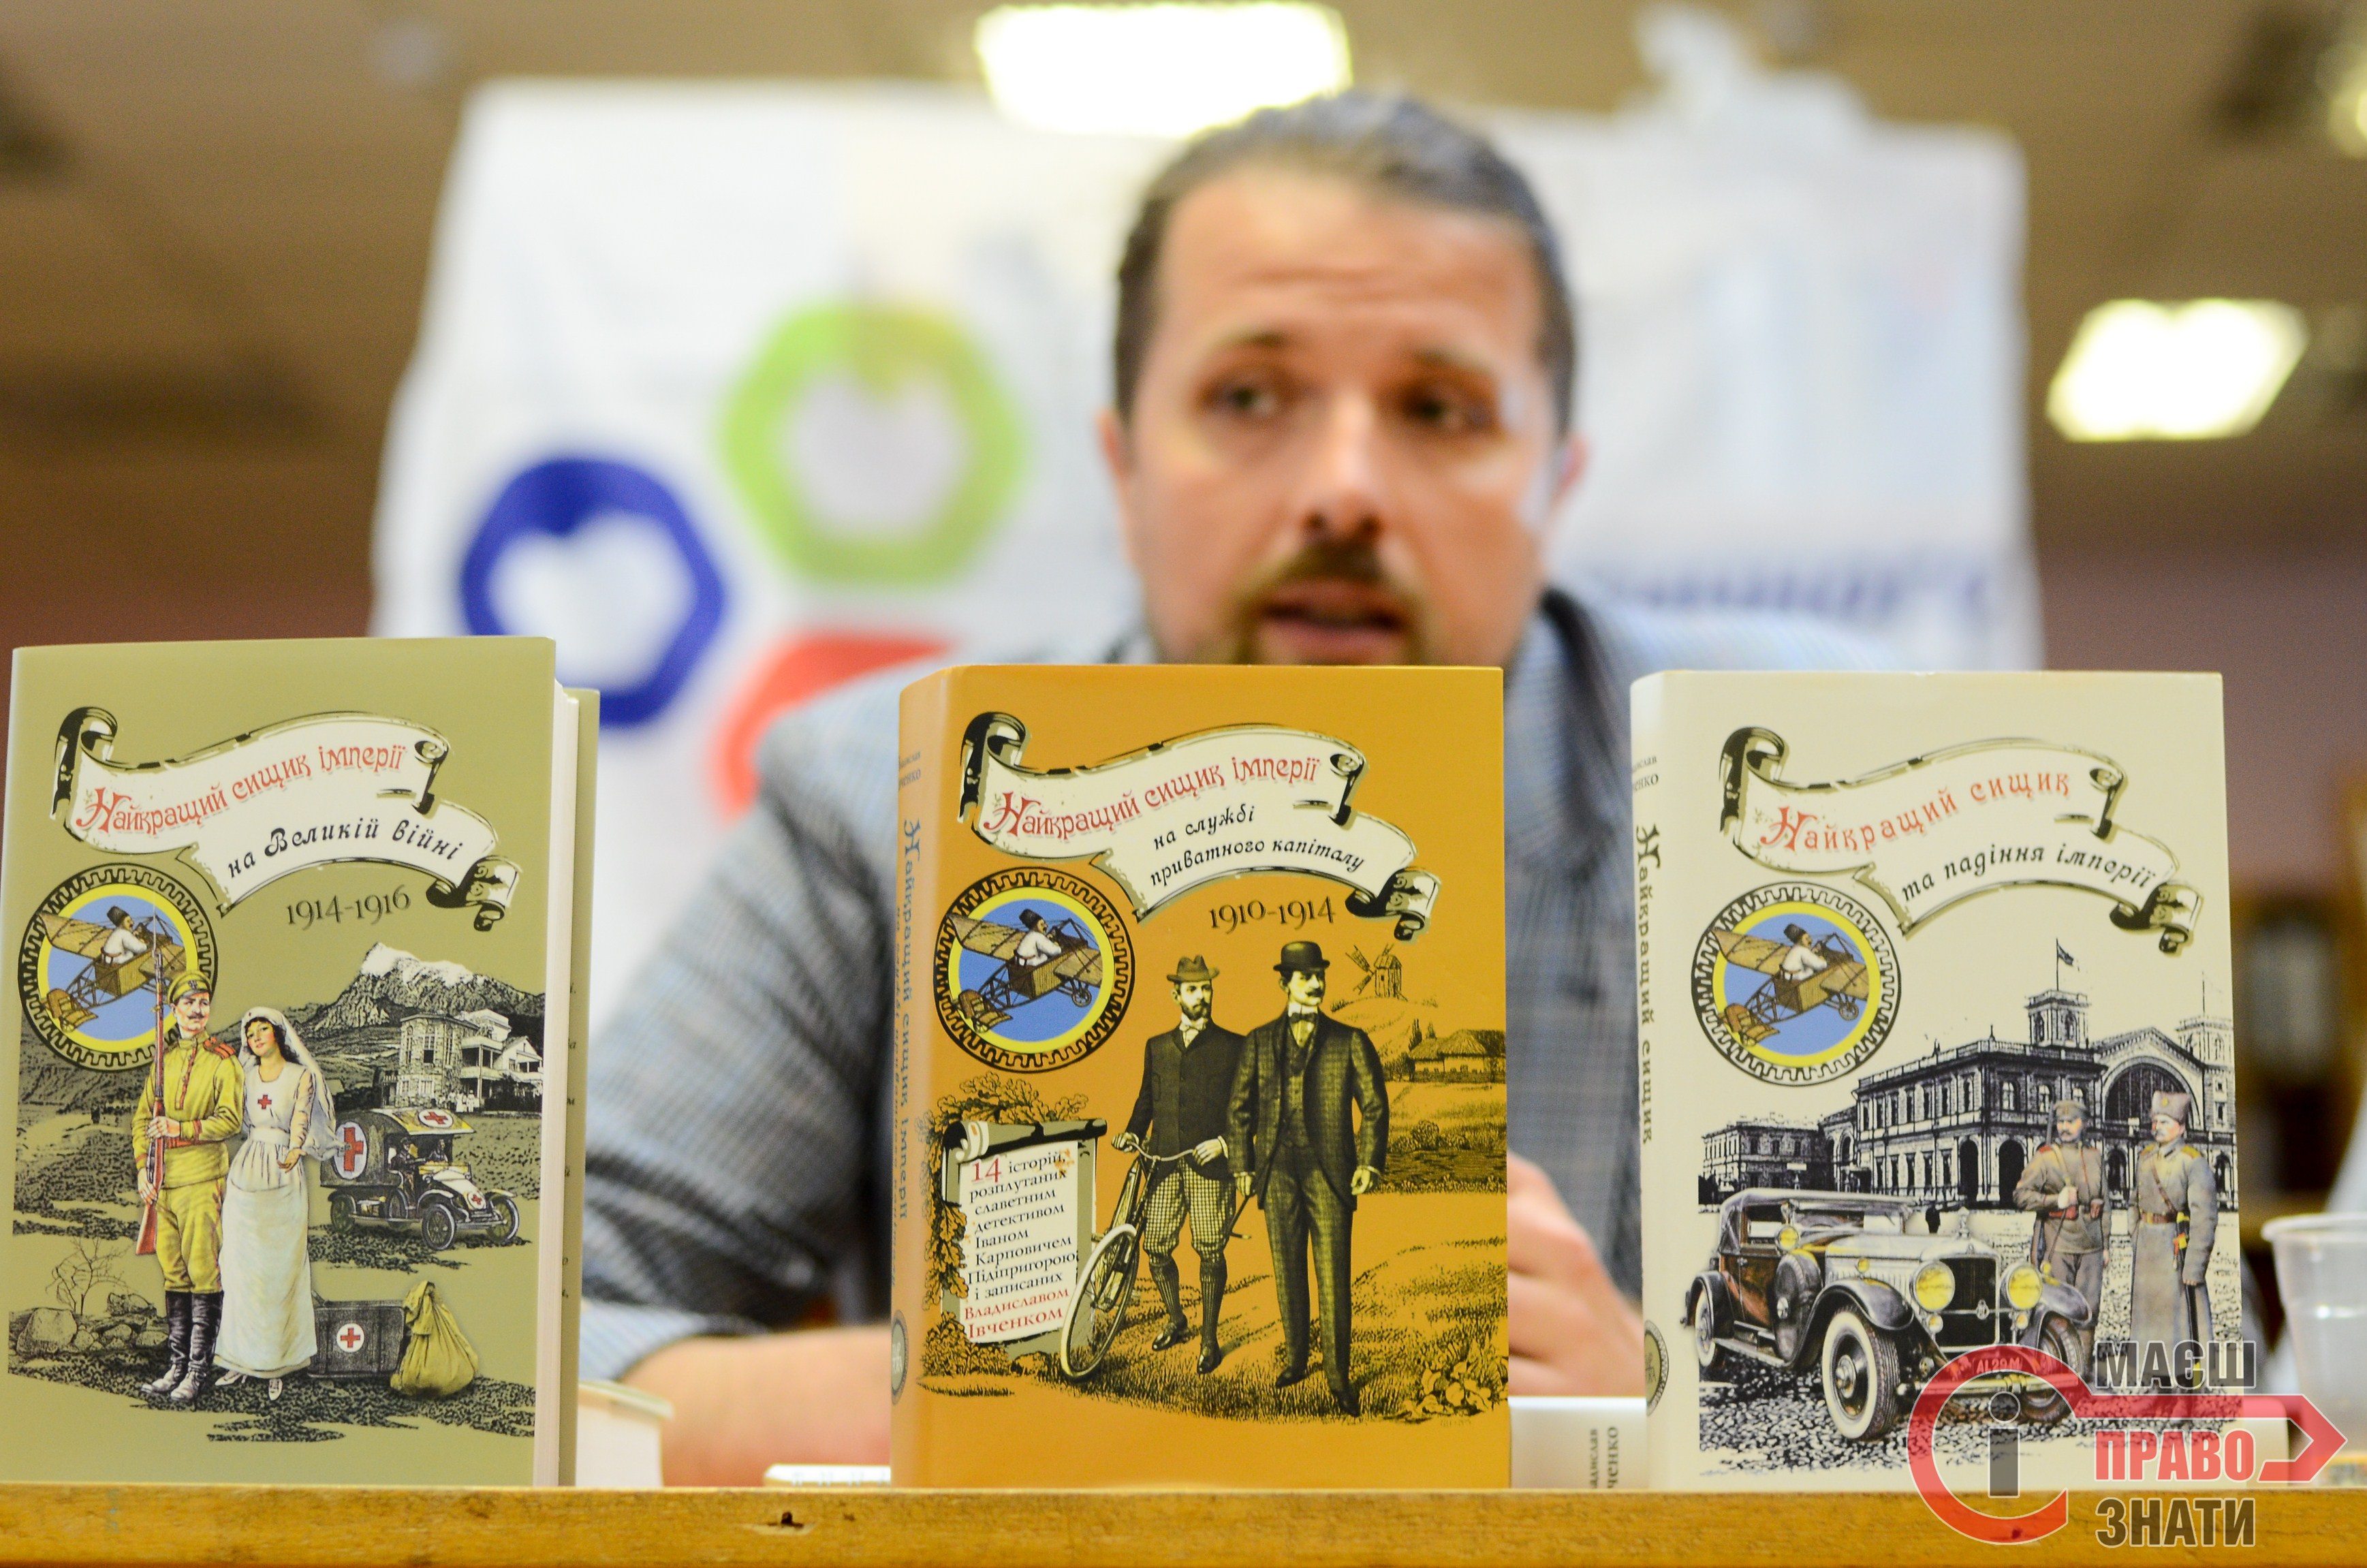 Найкращий сищик імперії
на Великій війні
1914-1916
Найкращий сищик імперії
на службі
приватного капіталу
1910-1914
14 історій,
розплутаних
славетним
детективом
Іваном
Карповичем
Підіпригорою
і записаних
Владиславом
Івченком
Найкращий сищик імперії
Найкращий сищик
та падіння імперії
Найкращий сищик
МАЄШ
ПРАВО
ЗНАТИ